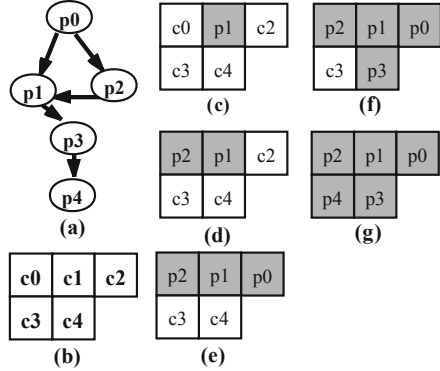 p0
p1 p2
p3
p4
(a)
c0 c1 c2
c3 c4
(b)
c0 p1 c2
c3 c4
(c)
p2 p1 c2
c3 c4
(d)
p2 p1 p0
c3 c4
(e)
p2 p1 p0
c3 p3
(f)
p2 p1 p0
p4 p3
(g)